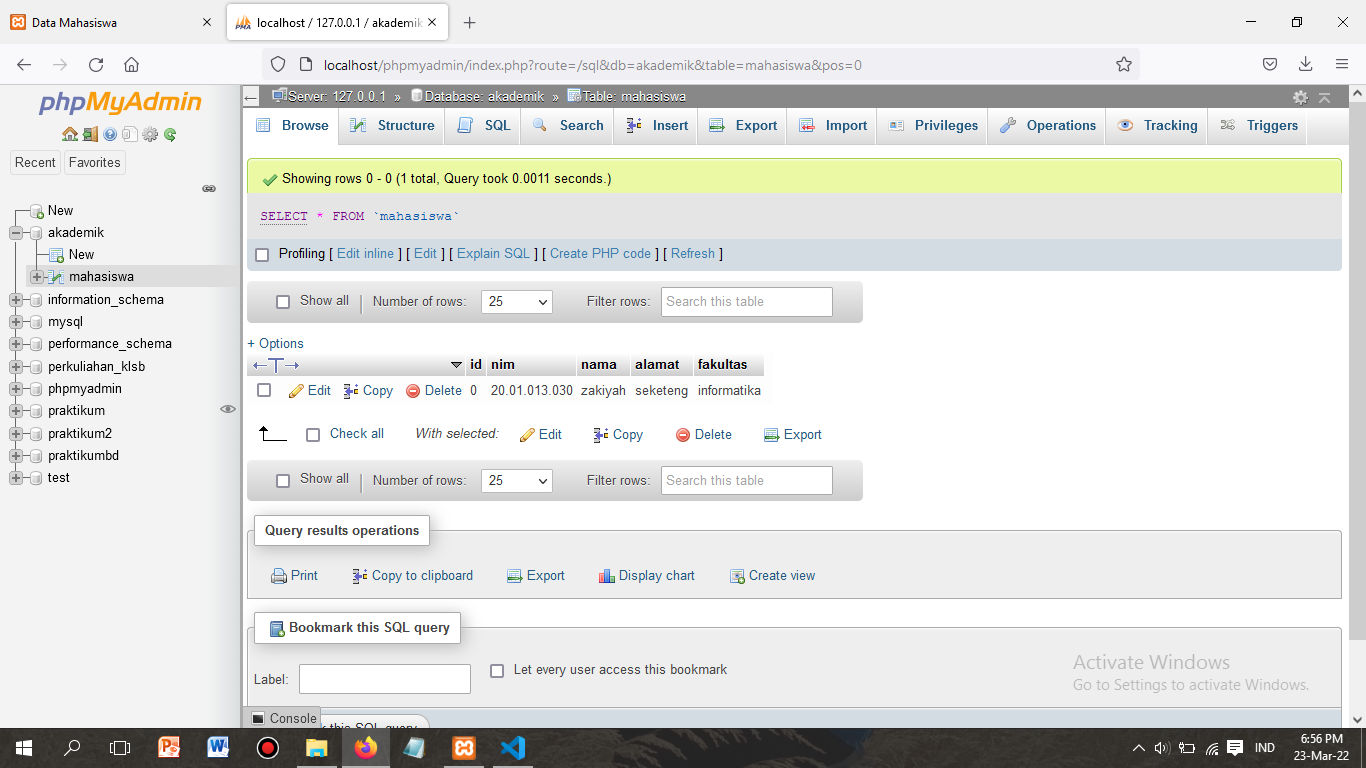 Data Mahasiswa
localhost / 127.0.0.1 / akademik
localhost/phpmyadmin/index.php?route=/sql&db=akademik&table=mahasiswa&pos=0
phpMyAdmin
Recent Favorites
New
akademik
New
mahasiswa
information_schema
mysql
performance_schema
perkuliahan_klsb
phpmyadmin
praktikum
praktikum2
praktikumbd
test
Server: 127.0.0.1 » Database: akademik » Table: mahasiswa
Browse Structure SQL Search Insert Export Import Privileges Operations Tracking Triggers
Showing rows 0 - 0 (1 total, Query took 0.0011 seconds.)
SELECT * FROM `mahasiswa`
Profiling [ Edit inline ] [ Edit ] [ Explain SQL ] [ Create PHP code ] [ Refresh ]
Show all Number of rows: 25 Filter rows: Search this table
+ Options
id nim nama alamat fakultas
Edit Copy Delete 0 20.01.013.030 zakiyah seketeng informatika
Check all With selected: Edit Copy Delete Export
Show all Number of rows: 25 Filter rows: Search this table
Query results operations
Print Copy to clipboard Export Display chart Create view
Bookmark this SQL query
Label: Let every user access this bookmark
Activate Windows
Go to Settings to activate Windows.
Console this SQL query
IND
6:56 PM
23-Mar-22